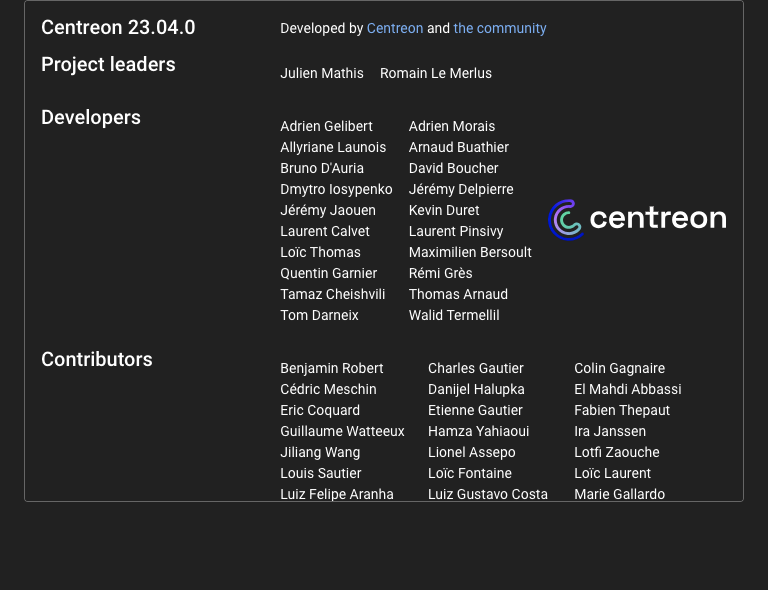 Centreon 23.04.0 Developed by Centreon and the community
Project leaders
Julien Mathis Romain Le Merlus
Developers
Adrien Gelibert Adrien Morais
Allyriane Launois Arnaud Buathier
Bruno D'Auria David Boucher
Dmytro Iosypenko Jérémy Delpierre
Jérémy Jaouen Kevin Duret
Laurent Calvet Laurent Pinsivy
Loïc Thomas Maximilien Bersoult
Quentin Garnier Rémi Grès
Tamaz Cheishvili Thomas Arnaud
Tom Darneix Walid Termellil
centreon
Contributors
Benjamin Robert Charles Gautier Colin Gagnaire
Cédric Meschin Danijel Halupka El Mahdi Abbassi
Eric Coquard Etienne Gautier Fabien Thepaut
Guillaume Watteeux Hamza Yahiaoui Ira Janssen
Jiliang Wang Lionel Assepo Lotfi Zaouche
Louis Sautier Loïc Fontaine Loïc Laurent
Luiz Felipe Aranha Luiz Gustavo Costa Marie Gallardo